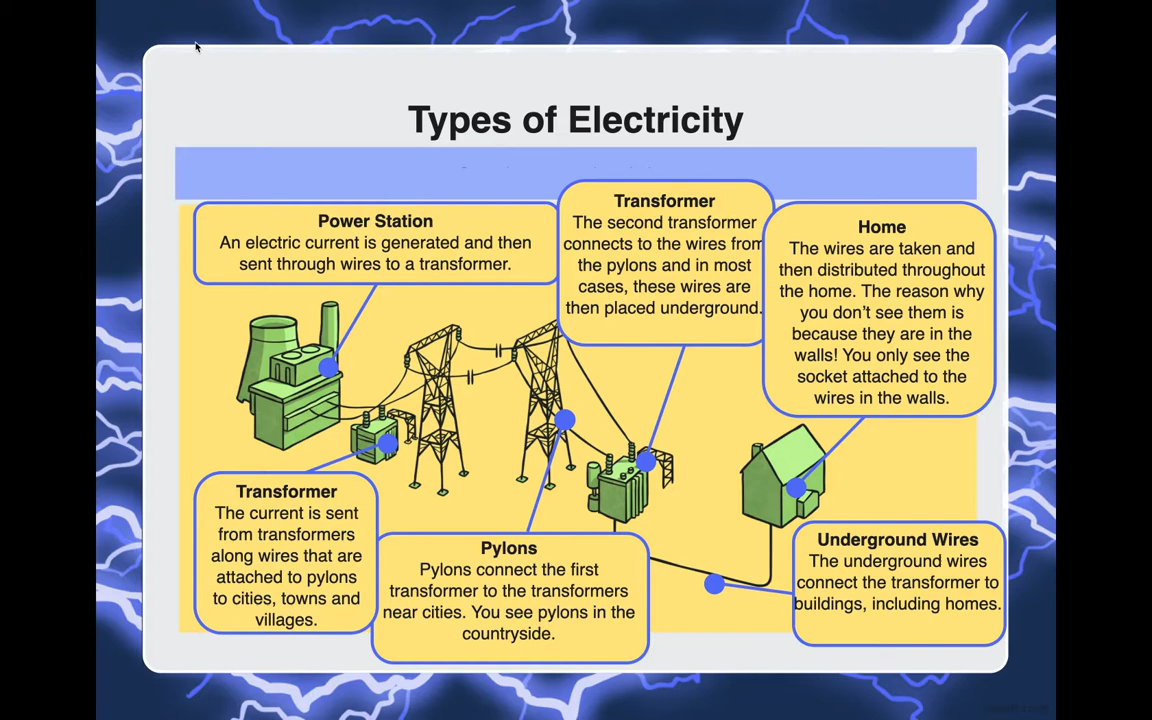 Types of Electricity
Power Station
An electric current is generated and then
sent through wires to a transformer.
Transformer
The second transformer
connects to the wires from
the pylons and in most
cases, these wires are
then placed underground.
Home
The wires are taken and
then distributed throughout
the home. The reason why
you don’t see them is
because they are in the
walls! You only see the
socket attached to the
wires in the walls.
Transformer
The current is sent
from transformers
along wires that are
attached to pylons
to cities, towns and
villages.
Pylons
Pylons connect the first
transformer to the transformers
near cities. You see pylons in the
countryside.
Underground Wires
The underground wires
connect the transformer to
buildings, including homes.